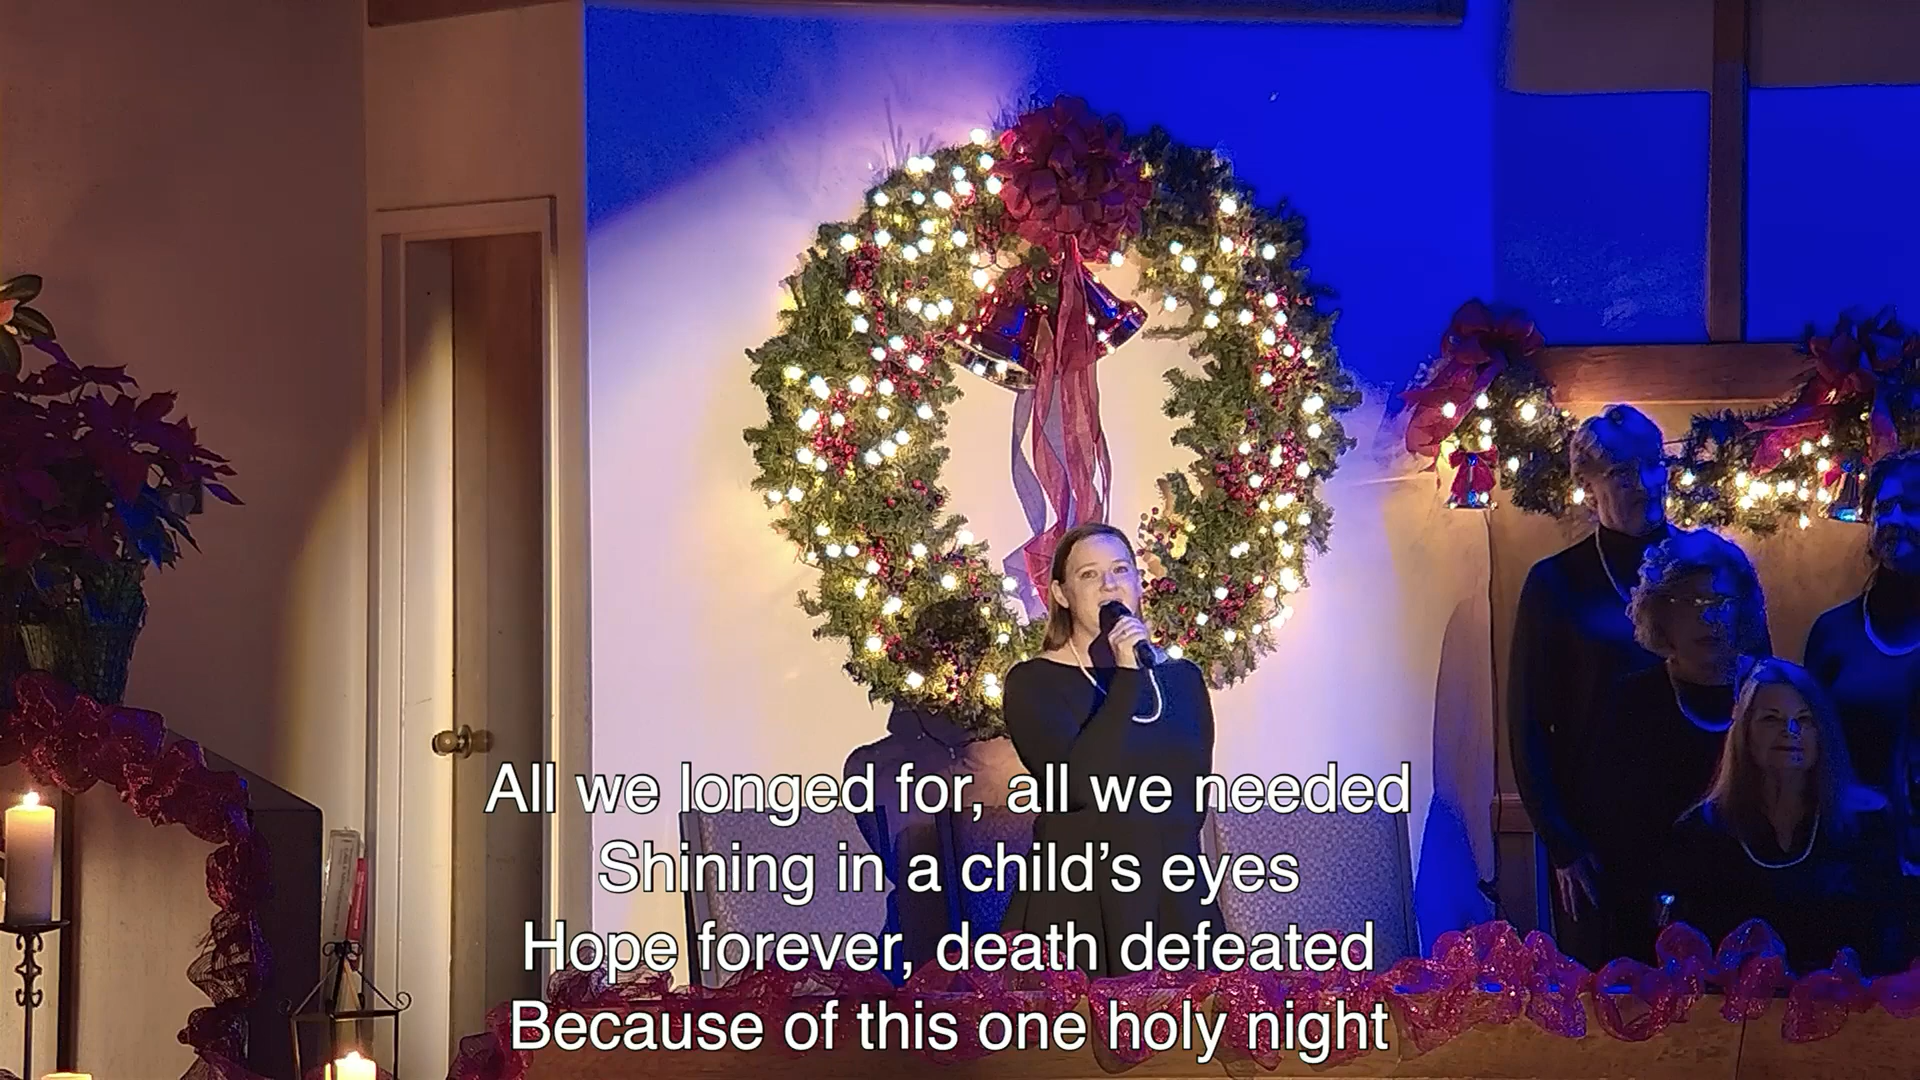 All we longed for, all we needed
Shining in a child’s eyes
Hope forever, death defeated
Because of this one holy night